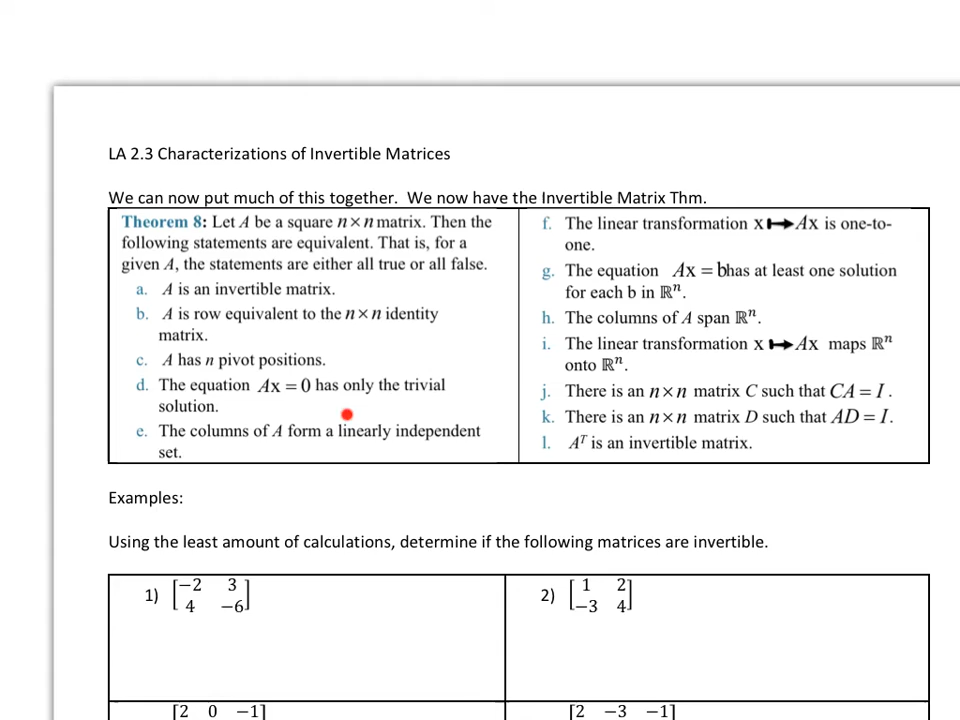 LA 2.3 Characterizations of Invertible Matrices
We can now put much of this together.  We now have the Invertible Matrix Thm.
Theorem 8: Let A be a square n×n matrix. Then the
following statements are equivalent. That is, for a
given A, the statements are either all true or all false.
a. A is an invertible matrix.
b. A is row equivalent to the n×n identity
matrix.
c. A has n pivot positions.
d. The equation Ax = 0 has only the trivial
solution.
e. The columns of A form a linearly independent
set.
f. The linear transformation x ↦ Ax is one-to-
one.
g. The equation Ax = bhas at least one solution
for each b in ℝⁿ.
h. The columns of A span ℝⁿ.
i. The linear transformation x ↦ Ax maps ℝⁿ
onto ℝⁿ.
j. There is an n×n matrix C such that CA = I.
k. There is an n×n matrix D such that AD = I.
l. Aᵀ is an invertible matrix.
Examples:
Using the least amount of calculations, determine if the following matrices are invertible.
1) [−2 3
4 −6]
2) [1 2
−3 4]
[2 0 −1]
[2 −3 −1]